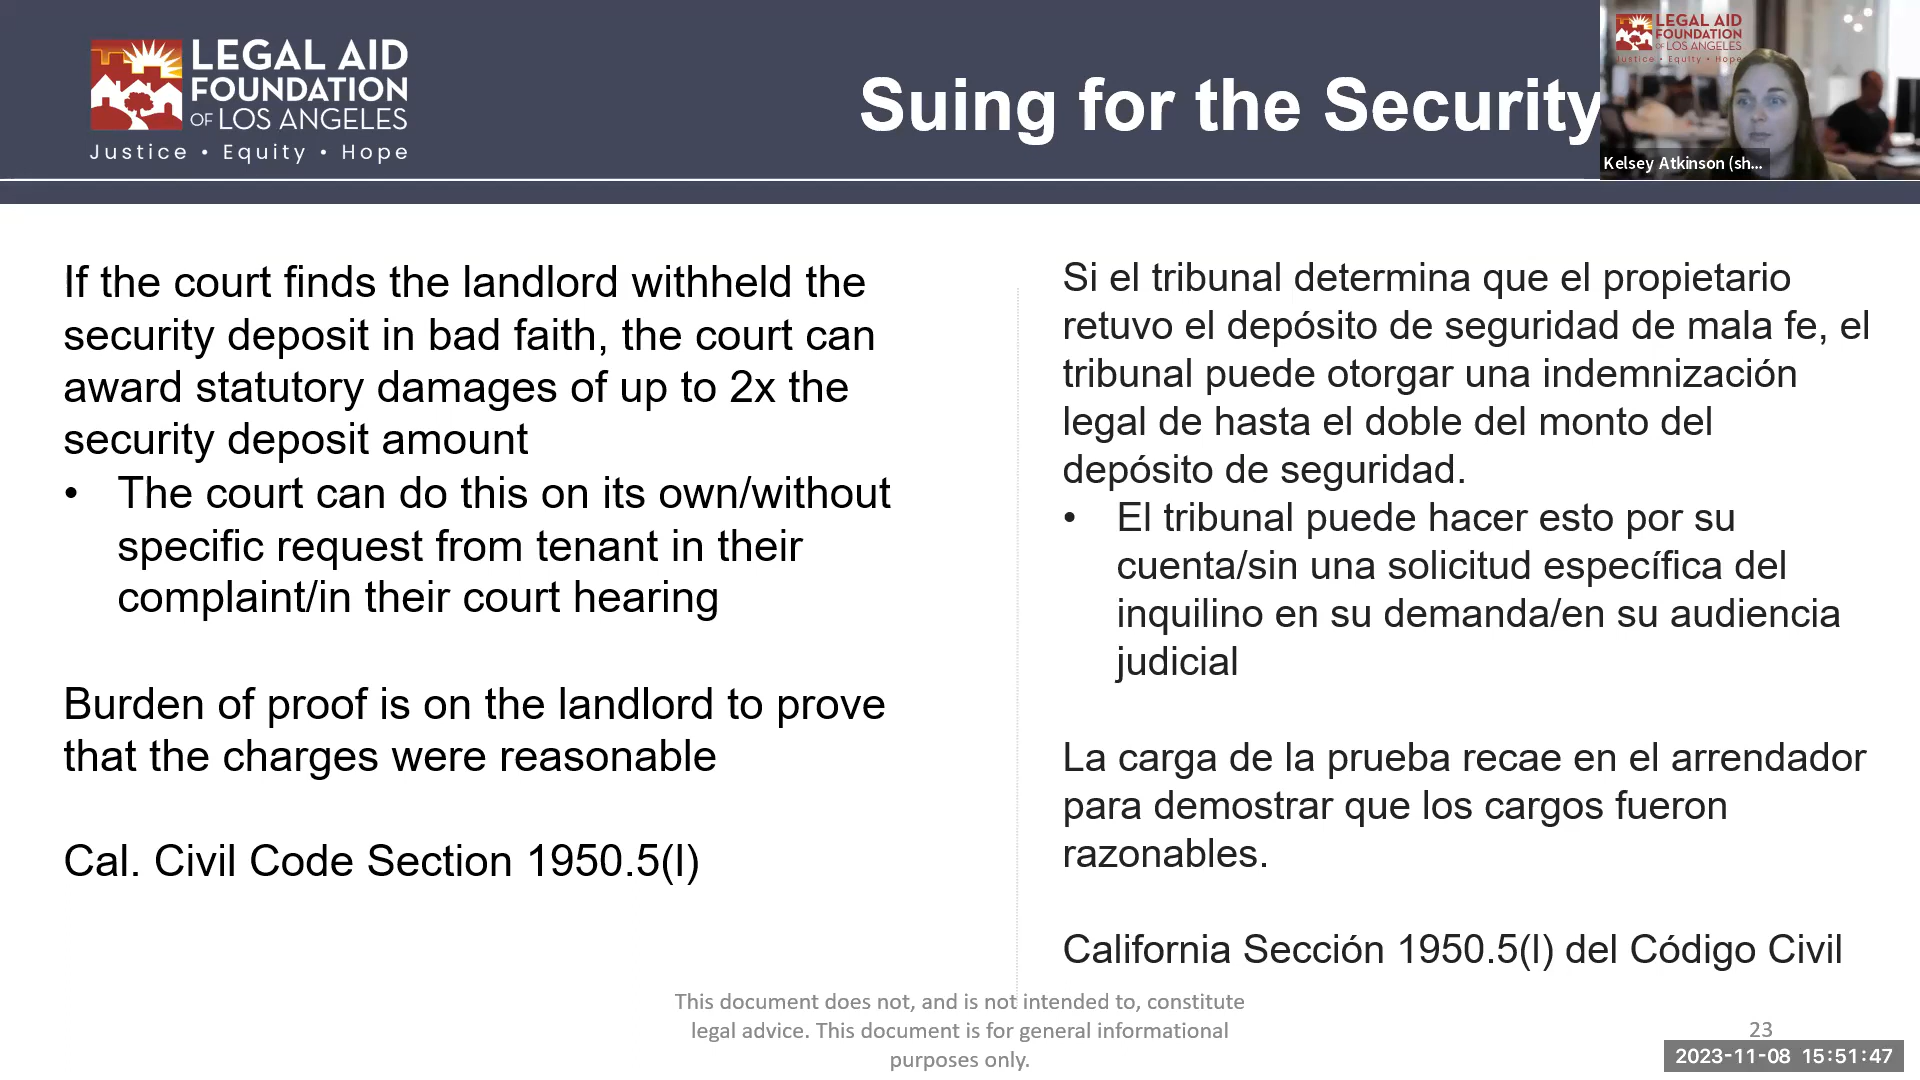 LEGAL AID
FOUNDATION
OF LOS ANGELES
Justice • Equity • Hope
Suing for the Security
LEGAL AID
FOUNDATION
OF LOS ANGELES
Justice • Equity • Hope
Kelsey Atkinson (sh...
If the court finds the landlord withheld the
security deposit in bad faith, the court can
award statutory damages of up to 2x the
security deposit amount
• The court can do this on its own/without
specific request from tenant in their
complaint/in their court hearing
Burden of proof is on the landlord to prove
that the charges were reasonable
Cal. Civil Code Section 1950.5(l)
Si el tribunal determina que el propietario
retuvo el depósito de seguridad de mala fe, el
tribunal puede otorgar una indemnización
legal de hasta el doble del monto del
depósito de seguridad.
• El tribunal puede hacer esto por su
cuenta/sin una solicitud específica del
inquilino en su demanda/en su audiencia
judicial
La carga de la prueba recae en el arrendador
para demostrar que los cargos fueron
razonables.
California Sección 1950.5(l) del Código Civil
This document does not, and is not intended to, constitute
legal advice. This document is for general informational
purposes only.
23
2023-11-08 15:51:47